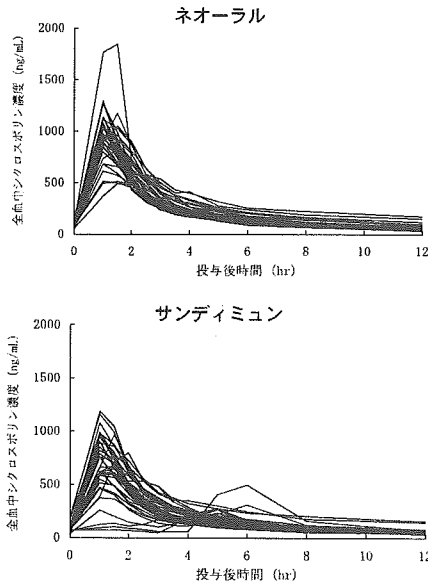 ネオーラル
全血中シクロスポリン濃度 (ng/mL)
2000
1500
1000
500
0
0 2 4 6 8 10 12
投与後時間 (hr)
サンディミュン
全血中シクロスポリン濃度 (ng/mL)
2000
1500
1000
500
0
0 2 4 6 8 10 12
投与後時間 (hr)